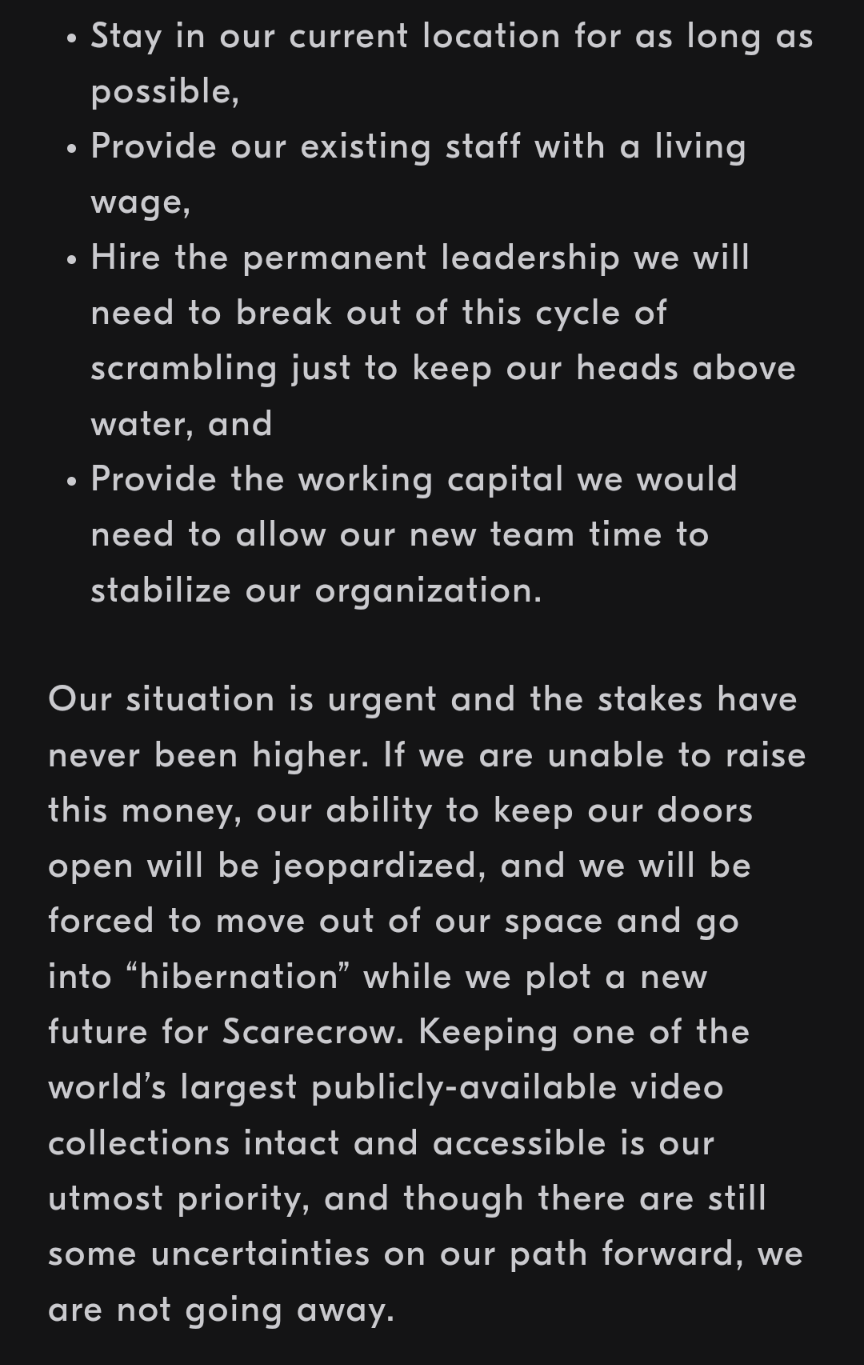 • Stay in our current location for as long as
possible,
• Provide our existing staff with a living
wage,
• Hire the permanent leadership we will
need to break out of this cycle of
scrambling just to keep our heads above
water, and
• Provide the working capital we would
need to allow our new team time to
stabilize our organization.
Our situation is urgent and the stakes have
never been higher. If we are unable to raise
this money, our ability to keep our doors
open will be jeopardized, and we will be
forced to move out of our space and go
into “hibernation” while we plot a new
future for Scarecrow. Keeping one of the
world’s largest publicly-available video
collections intact and accessible is our
utmost priority, and though there are still
some uncertainties on our path forward, we
are not going away.